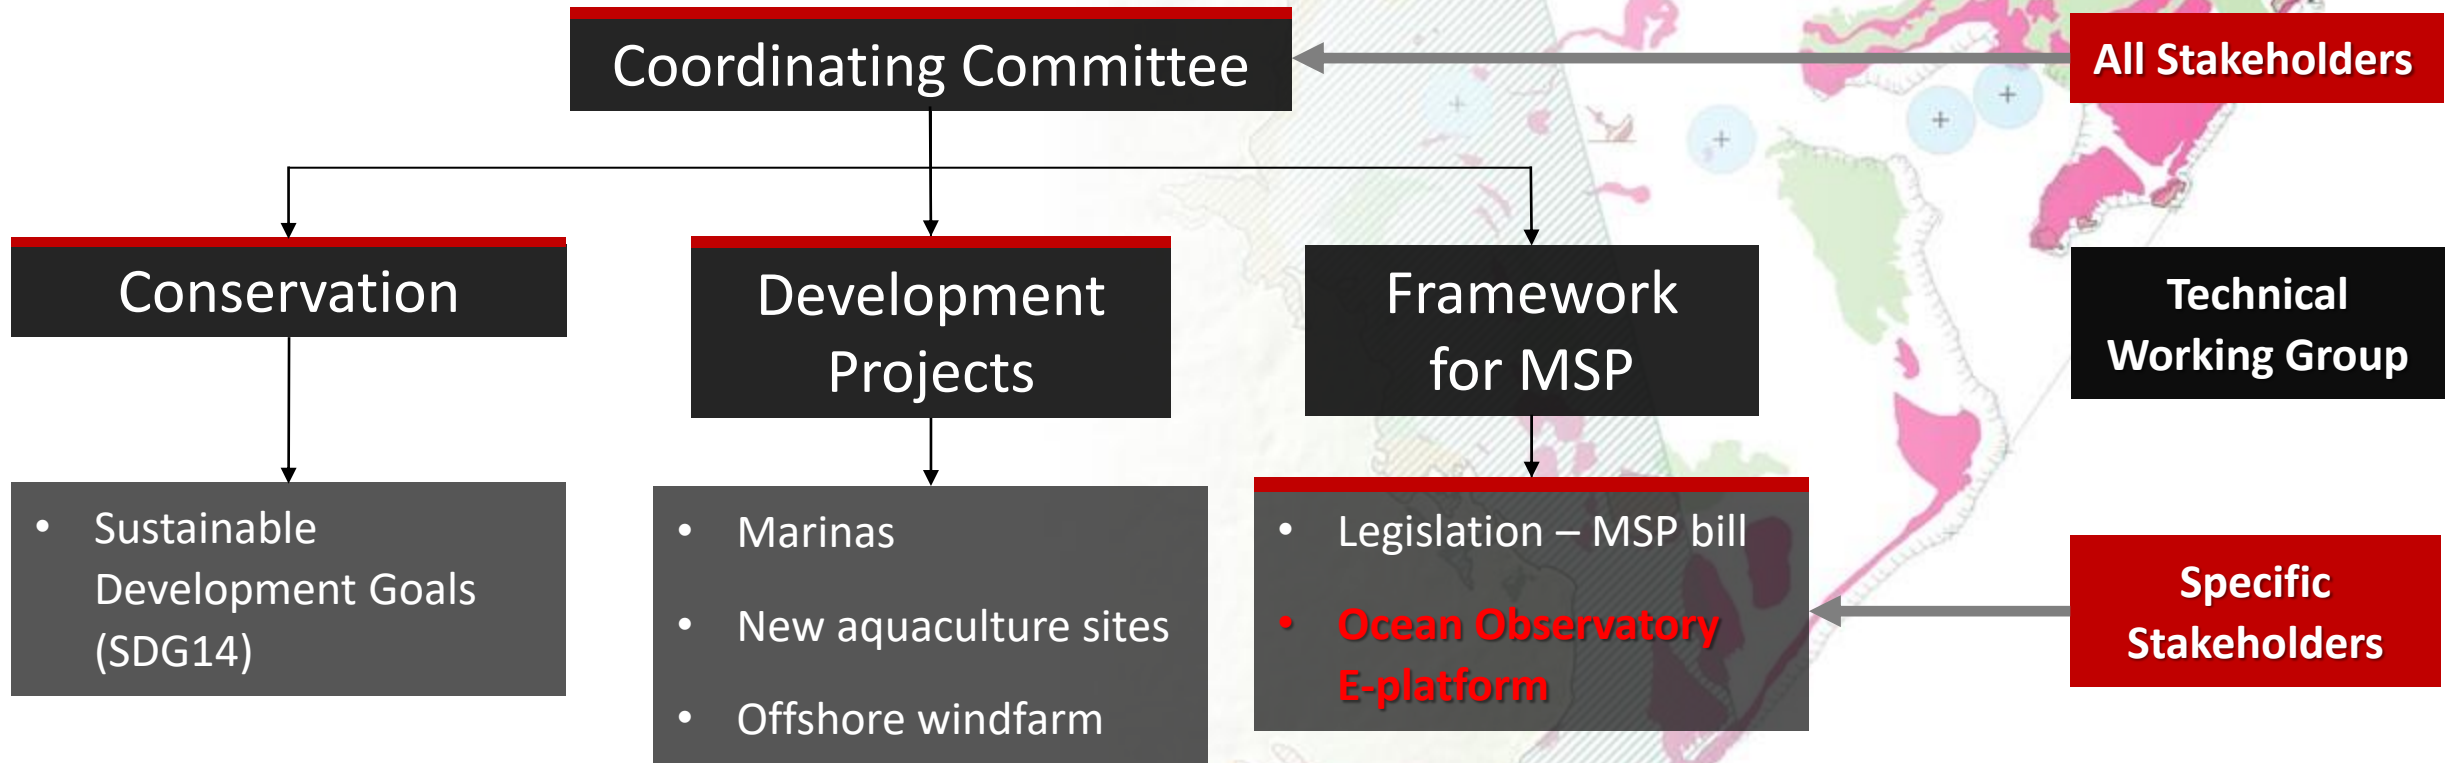 Coordinating Committee
All Stakeholders
Conservation
Development
Projects
Framework
for MSP
Technical
Working Group
• Sustainable
Development Goals
(SDG14)
• Marinas
• New aquaculture sites
• Offshore windfarm
• Legislation – MSP bill
• Ocean Observatory
E-platform
Specific
Stakeholders